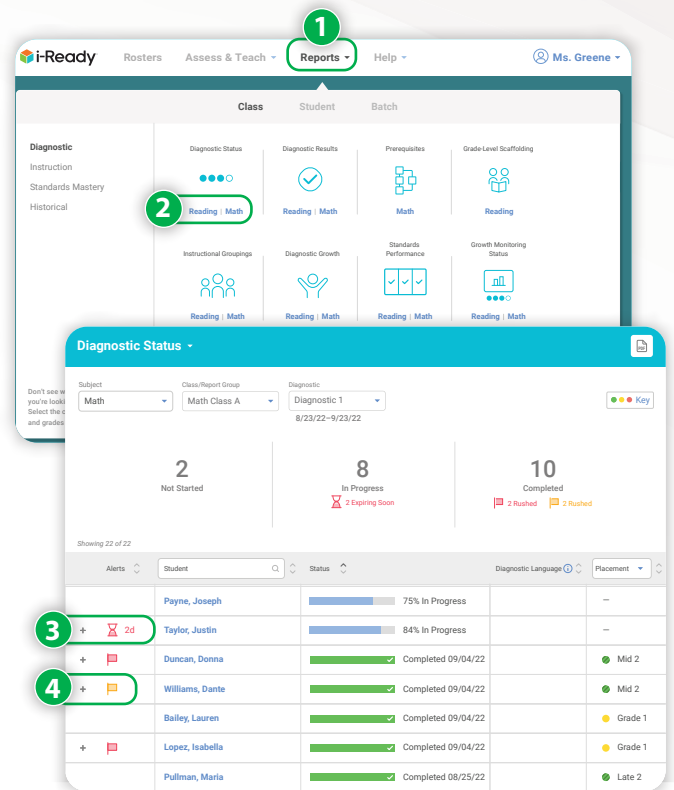 1
i-Ready Rosters Assess & Teach Reports Help Ms. Greene
Class Student Batch
Diagnostic
Instruction
Standards Mastery
Historical
Diagnostic Status Diagnostic Results Prerequisites Grade-Level Scaffolding
2 Reading | Math Reading | Math Math Reading
Instructional Groupings Diagnostic Growth Standards Performance Growth Monitoring Status
Reading | Math Reading | Math Reading | Math Reading | Math
Don't see w
you're looki
Select the c
and grades
Diagnostic Status
PDF
Subject Class/Report Group Diagnostic
Math Math Class A Diagnostic 1 Key
8/23/22–9/23/22
2 8 10
Not Started In Progress Completed
2 Expiring Soon 2 Rushed 2 Rushed
Showing 22 of 22
Alerts Student Status Diagnostic Language Placement
Payne, Joseph 75% In Progress –
3 + 2d Taylor, Justin 84% In Progress –
+ Duncan, Donna Completed 09/04/22 Mid 2
4 + Williams, Dante Completed 09/04/22 Mid 2
Bailey, Lauren Completed 09/04/22 Grade 1
+ Lopez, Isabella Completed 09/04/22 Grade 1
Pullman, Maria Completed 08/25/22 Late 2